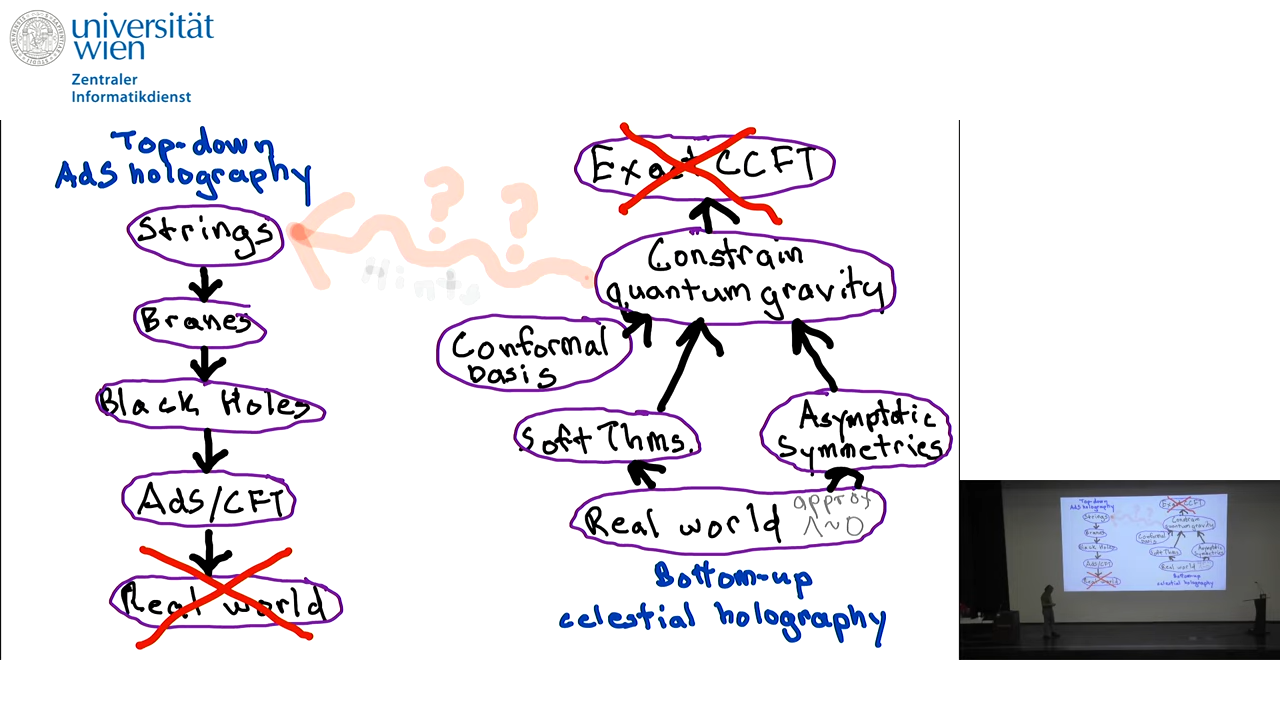 universität
wien
Zentraler
Informatikdienst
Top-down
AdS holography
Strings
Branes
Black Holes
AdS/CFT
Real world
? ?
Hints
Exact CCFT
Constrain
quantum gravity
Conformal
basis
Soft Thms.
Asymptotic
Symmetries
Real world
approx
Λ~0
Bottom-up
celestial holography